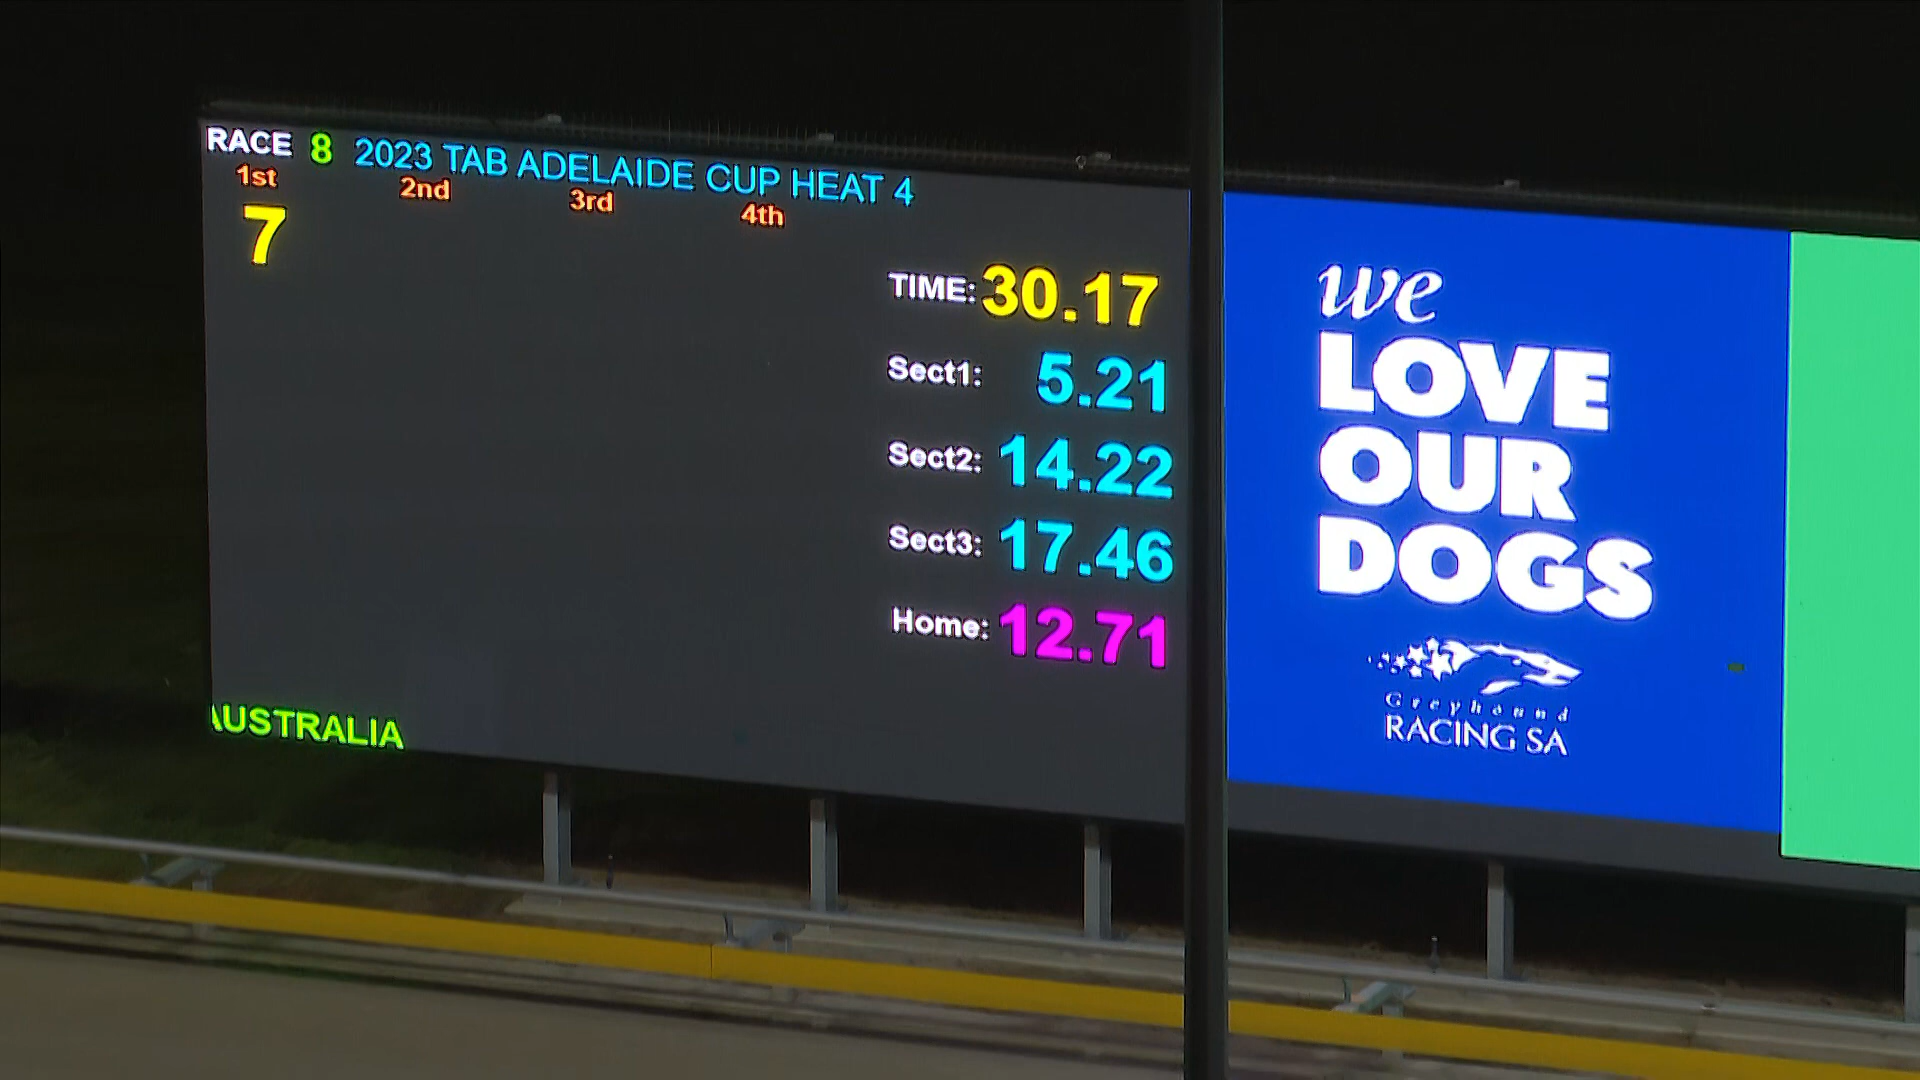 RACE 8 2023 TAB ADELAIDE CUP HEAT 4
1st 2nd 3rd 4th
7
TIME: 30.17
Sect1: 5.21
Sect2: 14.22
Sect3: 17.46
Home: 12.71
AUSTRALIA
we
LOVE
OUR
DOGS
Greyhound
RACING SA